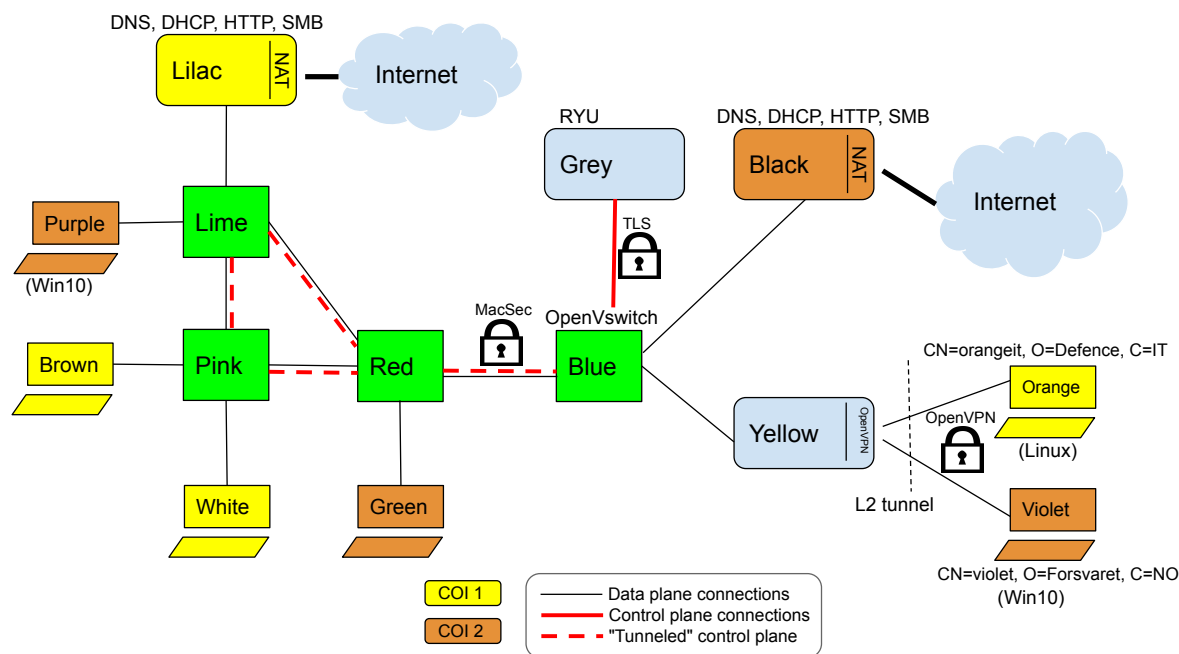 DNS, DHCP, HTTP, SMB
Lilac
NAT
Internet
RYU
Grey
DNS, DHCP, HTTP, SMB
Black
NAT
Internet
Purple
(Win10)
Lime
TLS
MacSec
OpenVswitch
Brown
Pink
Red
Blue
CN=orangeit, O=Defence, C=IT
Orange
(Linux)
Yellow
OpenVPN
OpenVPN
L2 tunnel
White
Green
Violet
CN=violet, O=Forsvaret, C=NO
(Win10)
COI 1
COI 2
Data plane connections
Control plane connections
"Tunneled" control plane